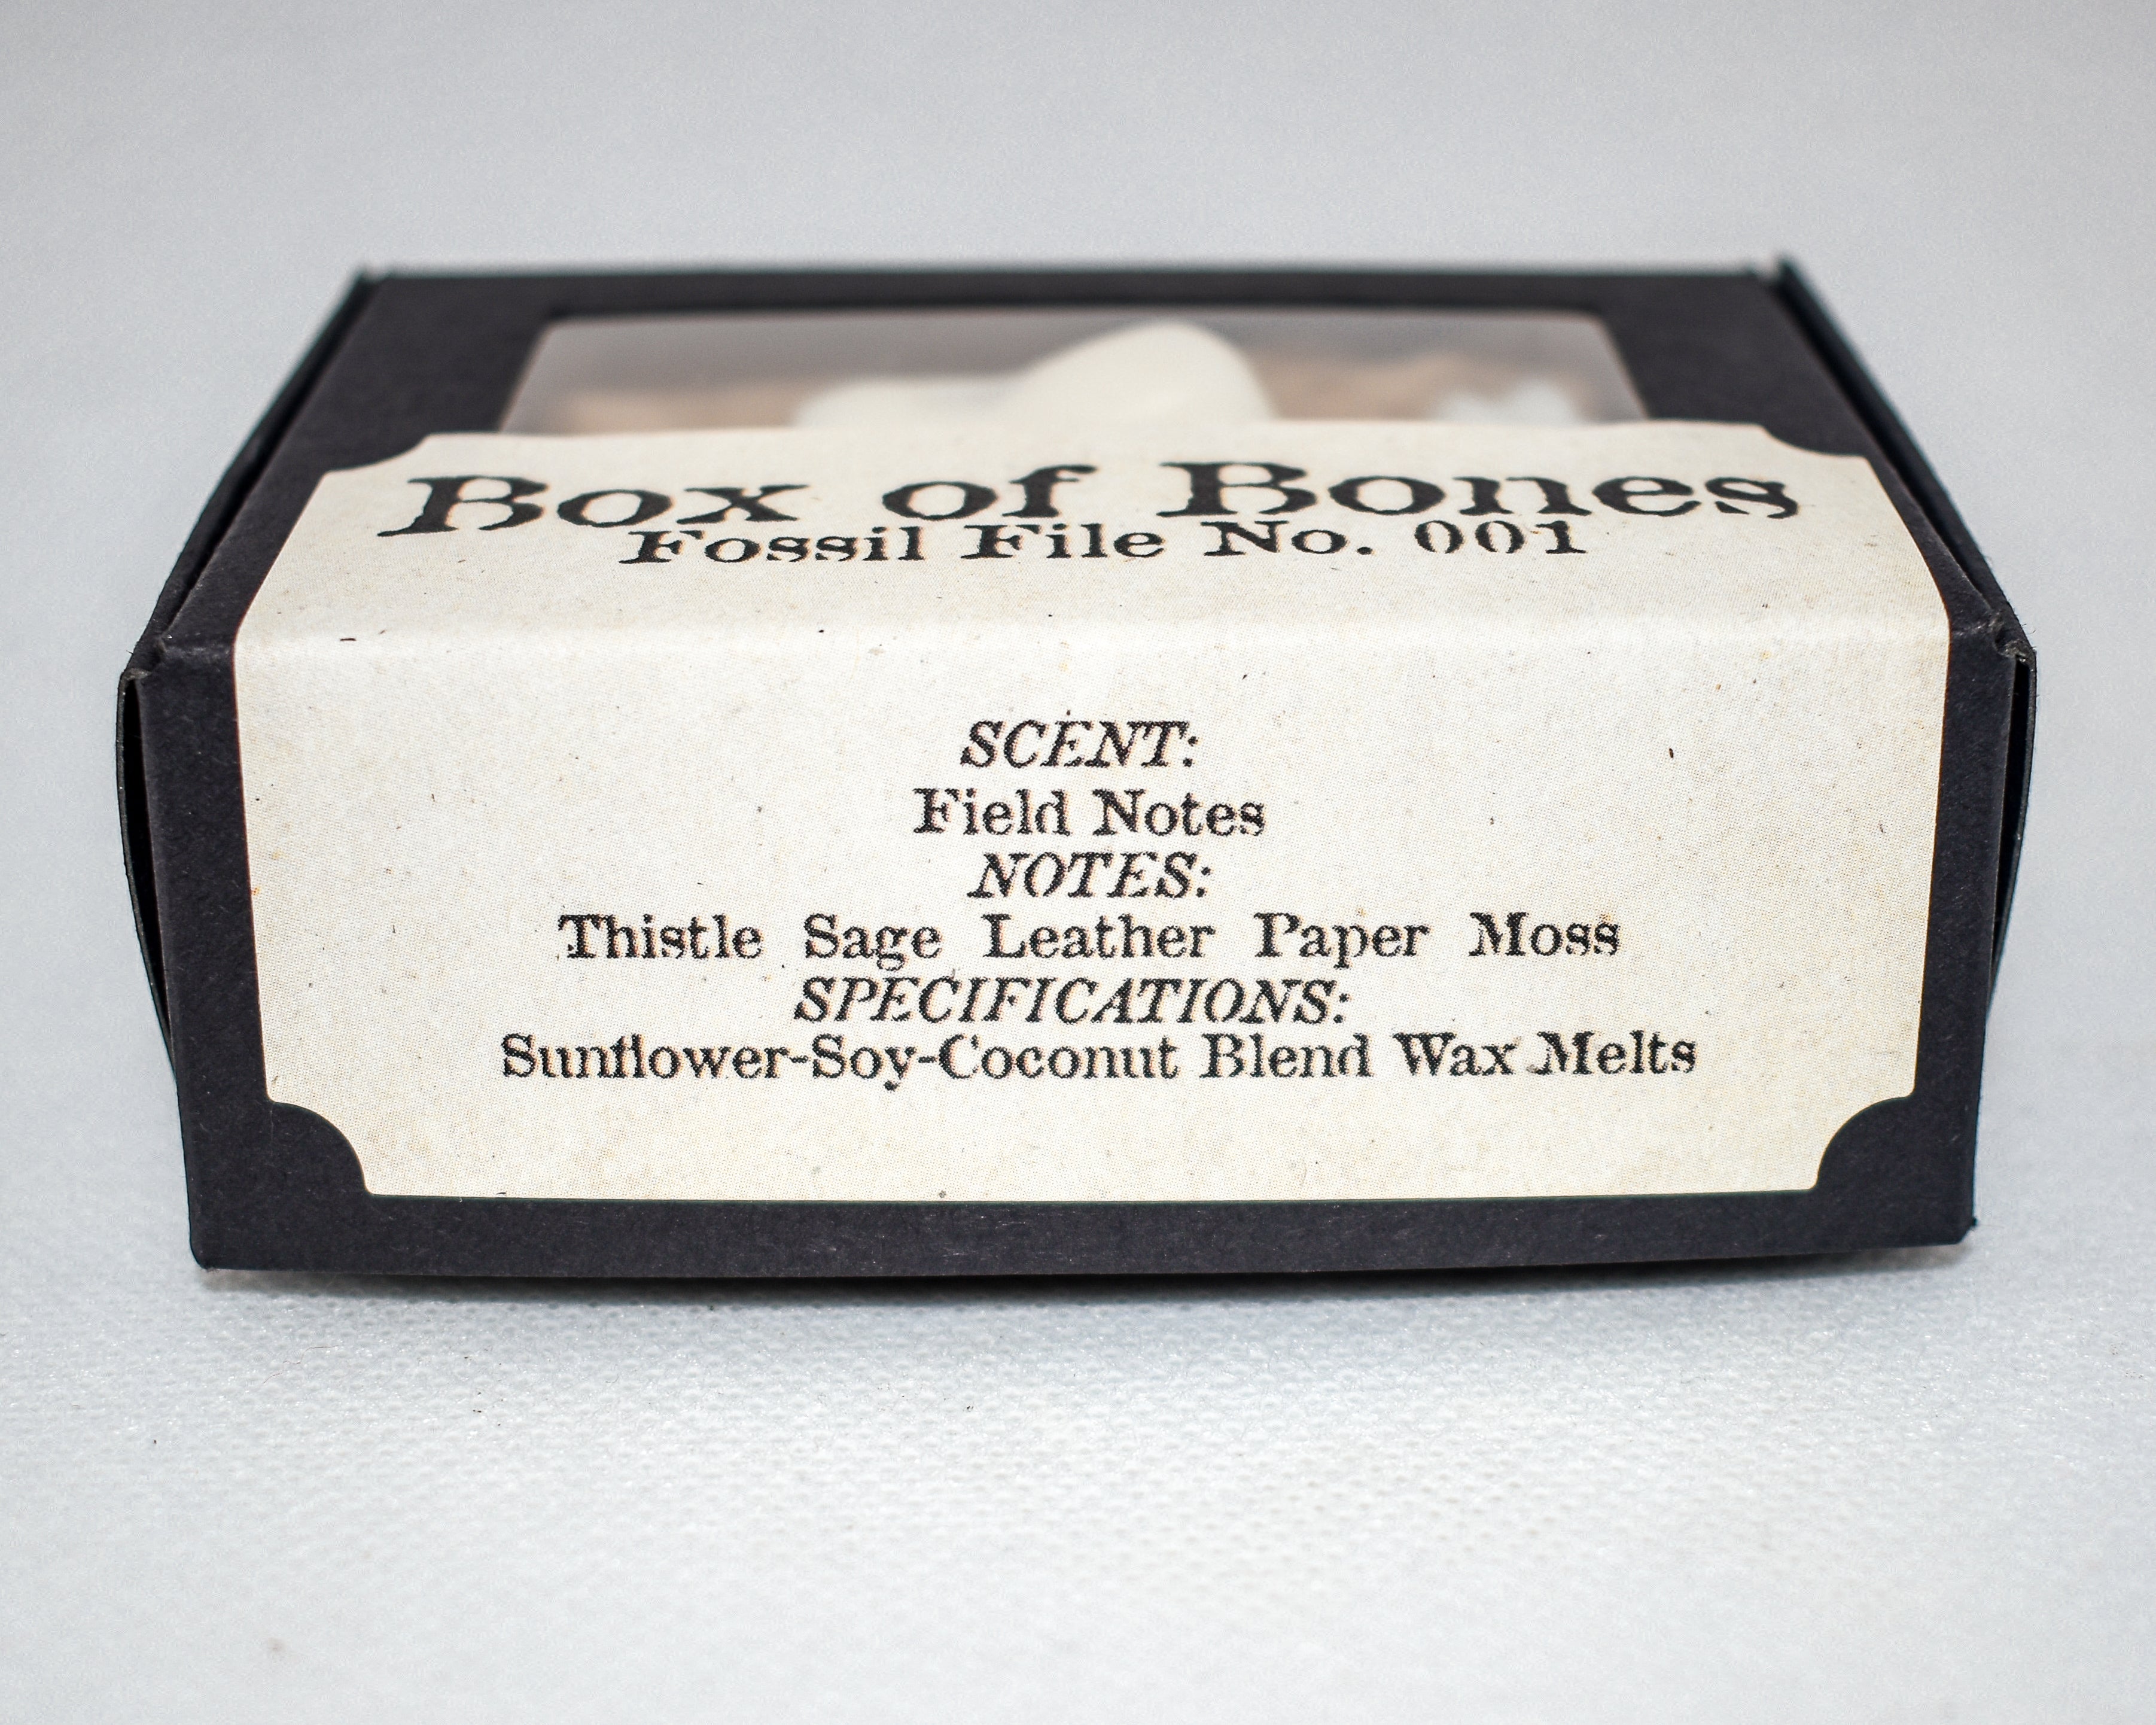 Box of Bones
Fossil File No. 001
SCENT:
Field Notes
NOTES:
Thistle Sage Leather Paper Moss
SPECIFICATIONS:
Sunflower-Soy-Coconut Blend Wax Melts